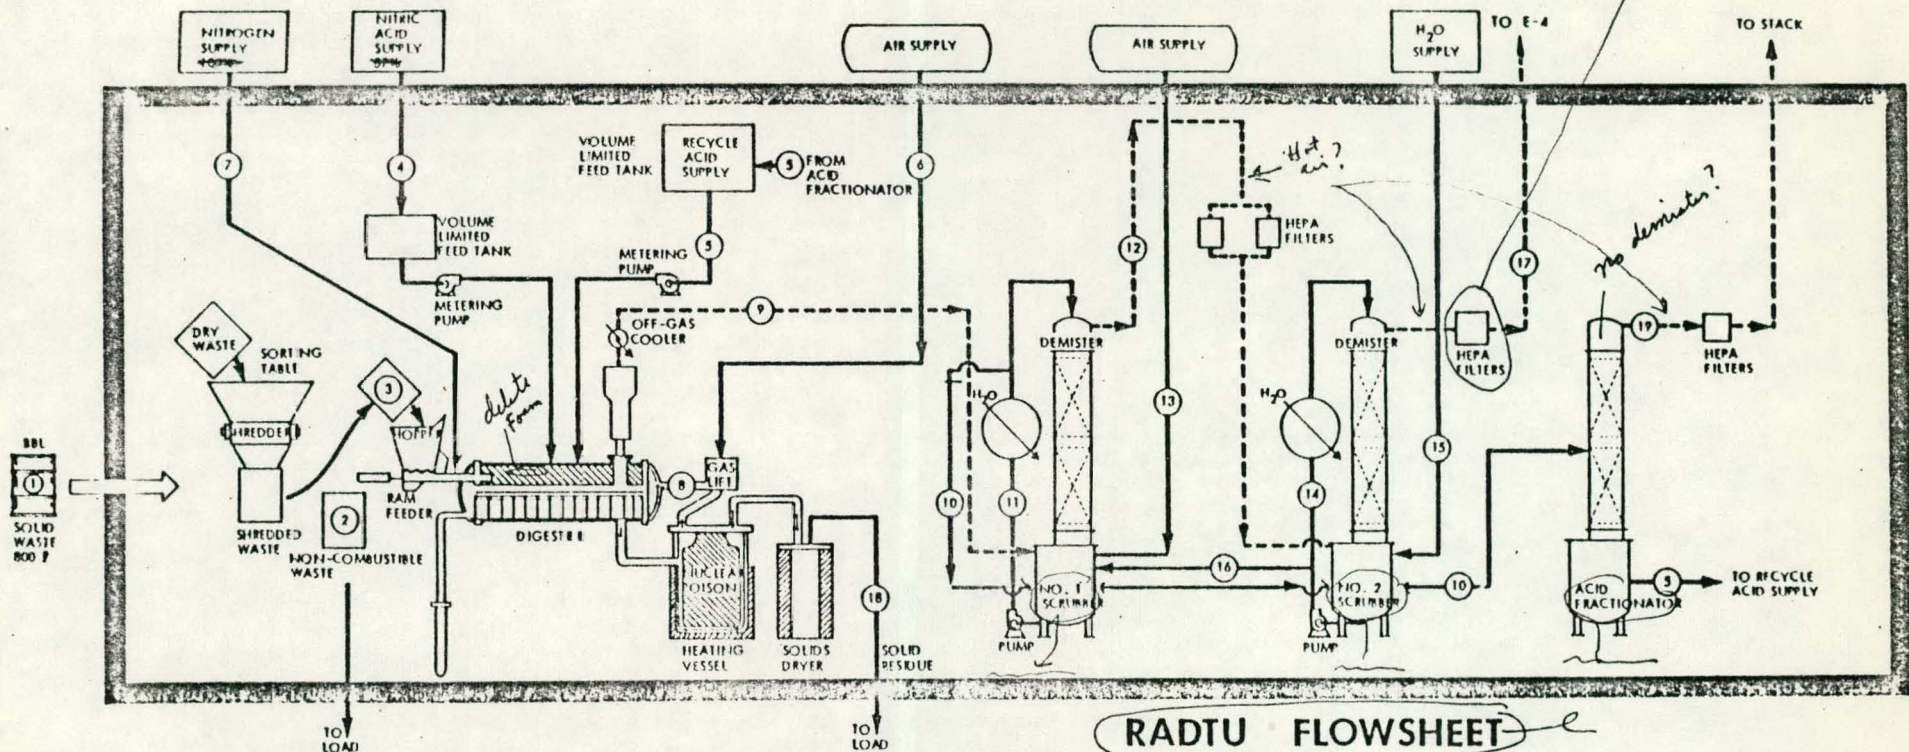 NITROGEN
SUPPLY
100%
NITRIC
ACID
SUPPLY
AIR SUPPLY
AIR SUPPLY
H₂O
SUPPLY
TO E-4
TO STACK
7
4
VOLUME
LIMITED
FEED TANK
RECYCLE
ACID
SUPPLY
5
FROM
ACID
FRACTIONATOR
6
Hot
air?
no demister?
VOLUME
LIMITED
FEED TANK
METERING
PUMP
5
METERING
PUMP
12
HEPA
FILTERS
17
DRY
WASTE
SORTING
TABLE
3
9
OFF-GAS
COOLER
DEMISTER
DEMISTER
HEPA
FILTERS
19
HEPA
FILTERS
SHREDDER
HOPPER
delete
Foam
H₂O
13
H₂O
15
BBL
1
SOLID
WASTE
800
SHREDDED
WASTE
2
NON-COMBUSTIBLE
WASTE
RAM
FEEDER
DIGESTER
8
GAS
LIFT
NUCLEAR
POISON
HEATING
VESSEL
SOLIDS
DRYER
18
SOLID
RESIDUE
10
11
NO. 1
SCRUBBER
PUMP
16
14
NO. 2
SCRUBBER
PUMP
10
ACID
FRACTIONATOR
5
TO RECYCLE
ACID SUPPLY
TO
LOAD
TO
LOAD
RADTU FLOWSHEET